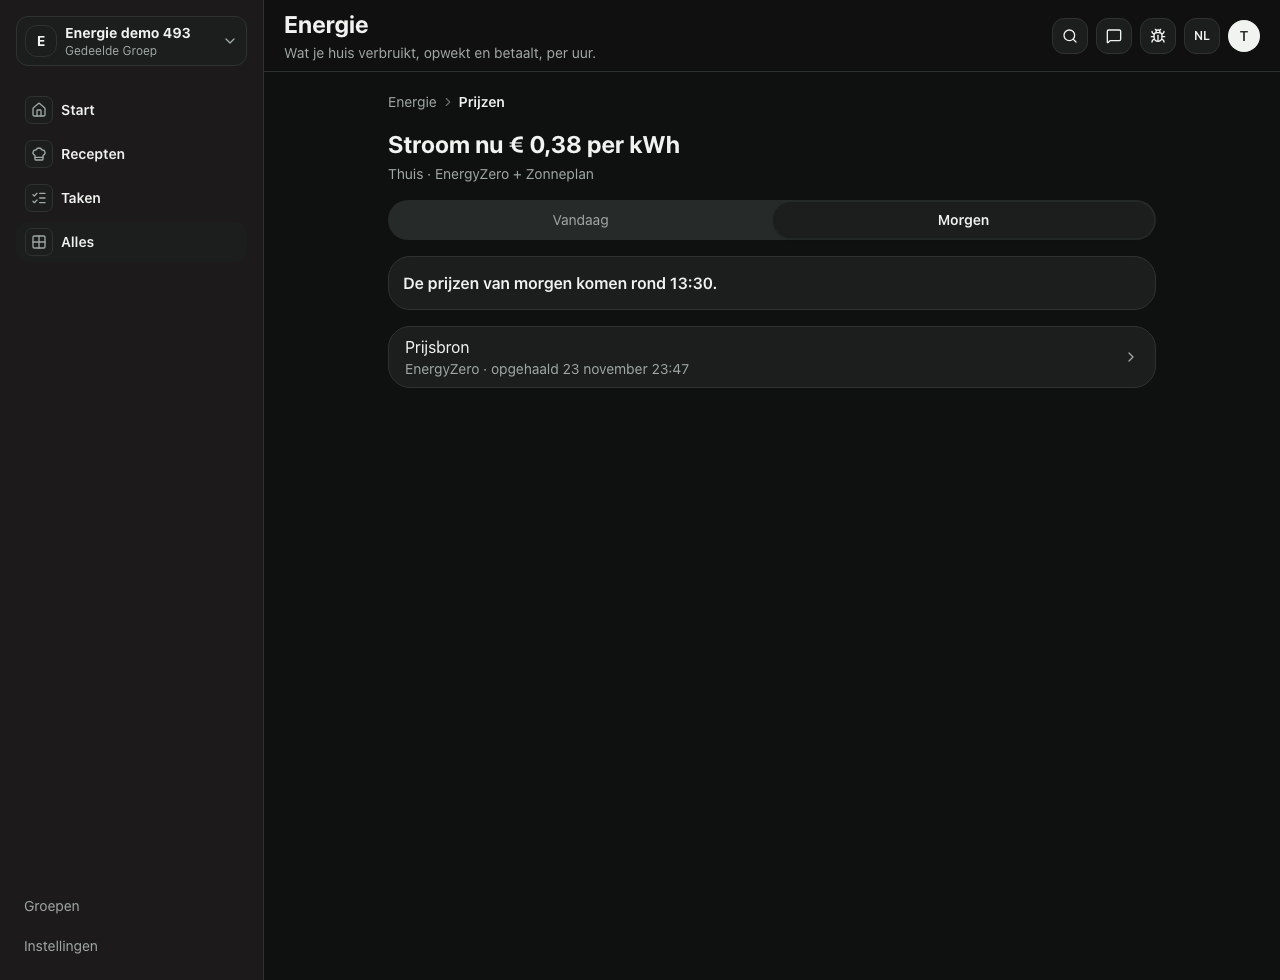 E
Energie demo 493
Gedeelde Groep
Start
Recepten
Taken
Alles
Groepen
Instellingen
Energie
Wat je huis verbruikt, opwekt en betaalt, per uur.
NL
T
Energie > Prijzen
Stroom nu € 0,38 per kWh
Thuis · EnergyZero + Zonneplan
Vandaag
Morgen
De prijzen van morgen komen rond 13:30.
Prijsbron
EnergyZero · opgehaald 23 november 23:47